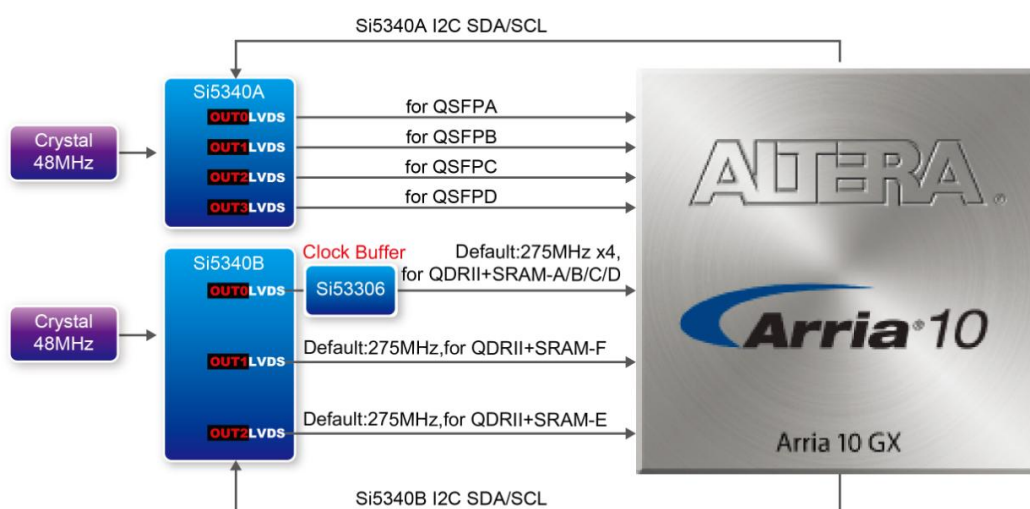 Si5340A I2C SDA/SCL
Si5340A
OUT0LVDS
for QSFPA
OUT1LVDS
for QSFPB
OUT2LVDS
for QSFPC
OUT3LVDS
for QSFPD
Crystal
48MHz
ALTERA®
Si5340B
Clock Buffer
Default:275MHz x4,
for QDRII+SRAM-A/B/C/D
OUT0LVDS
Si53306
Crystal
48MHz
Arria® 10
OUT1LVDS
Default:275MHz,for QDRII+SRAM-F
OUT2LVDS
Default:275MHz,for QDRII+SRAM-E
Arria 10 GX
Si5340B I2C SDA/SCL